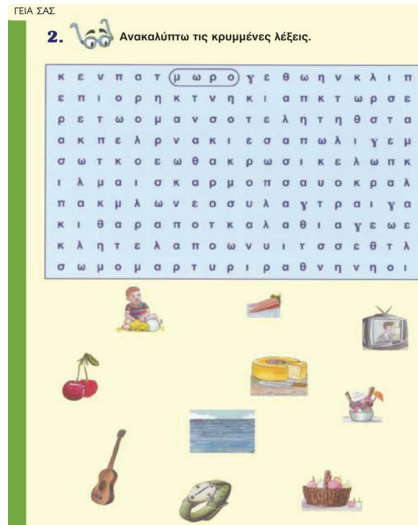 ΓΕΙΑ ΣΑΣ
2. Ανακαλύπτω τις κρυμμένες λέξεις.
κ ε ν π α τ μ ω ρ ο γ ε θ ω η ν κ λ ι π
ε π ι ο ρ η κ τ ν η κ ι α π κ τ ω ρ σ ε
ρ ε τ ω ο μ α ν σ ο τ ε λ η τ η θ σ τ α
α κ π ε λ ρ ν α κ ι ε σ α π ω λ ι γ ε μ
σ ω τ κ ο ε ω θ α κ ρ ω σ ι κ ε λ ω π κ
ι λ μ α ι σ κ α ρ μ ο π σ α υ ο κ ρ α λ
π α κ μ λ ω ν ε ο σ υ λ α γ τ ρ α ι γ α
κ ι θ α ρ α π ο τ κ α λ α θ ι α γ ε ω ε
κ λ η τ ε λ α π ο ω ν υ ι τ σ σ ε θ τ λ
σ ω μ ο μ α ρ τ υ ρ ι ρ α θ ν η ν η ο ι